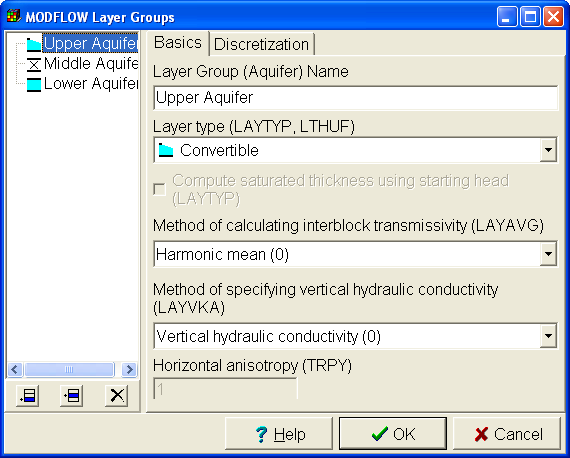 MODFLOW Layer Groups
Upper Aquifer
Middle Aquife
Lower Aquifer
Basics
Discretization
Layer Group (Aquifer) Name
Upper Aquifer
Layer type (LAYTYP, LTHUF)
Convertible
Compute saturated thickness using starting head
(LAYTYP)
Method of calculating interblock transmissivity (LAYAVG)
Harmonic mean (0)
Method of specifying vertical hydraulic conductivity
(LAYVKA)
Vertical hydraulic conductivity (0)
Horizontal anisotropy (TRPY)
1
? Help
OK
Cancel